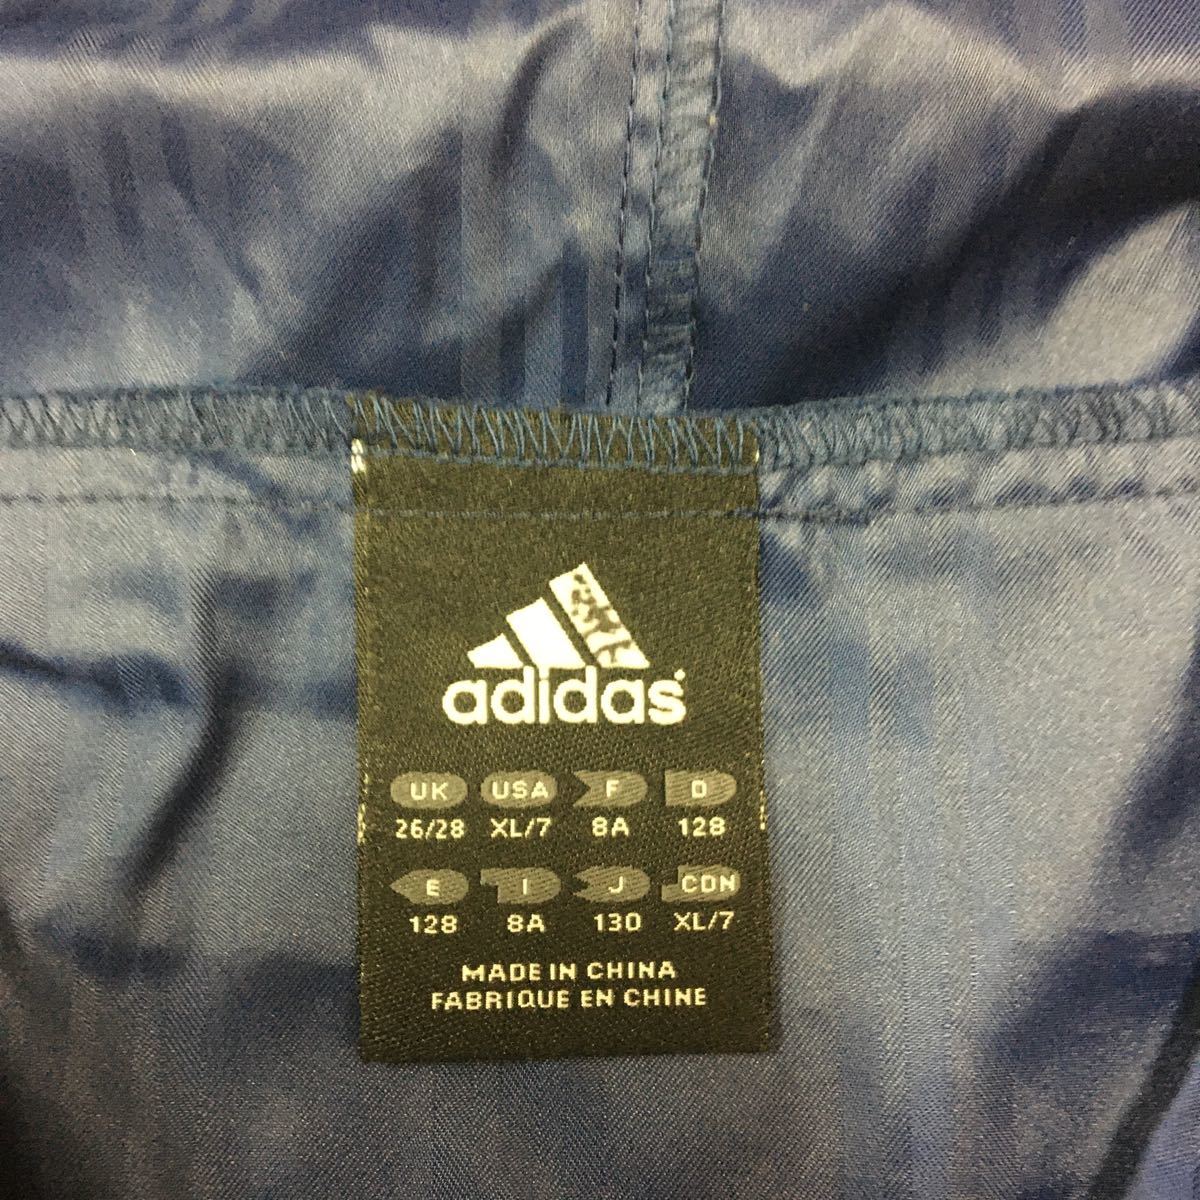 adidas
UK USA F D
26/28 XL/7 8A 128
E I J CDN
128 8A 130 XL/7
MADE IN CHINA
FABRIQUE EN CHINE